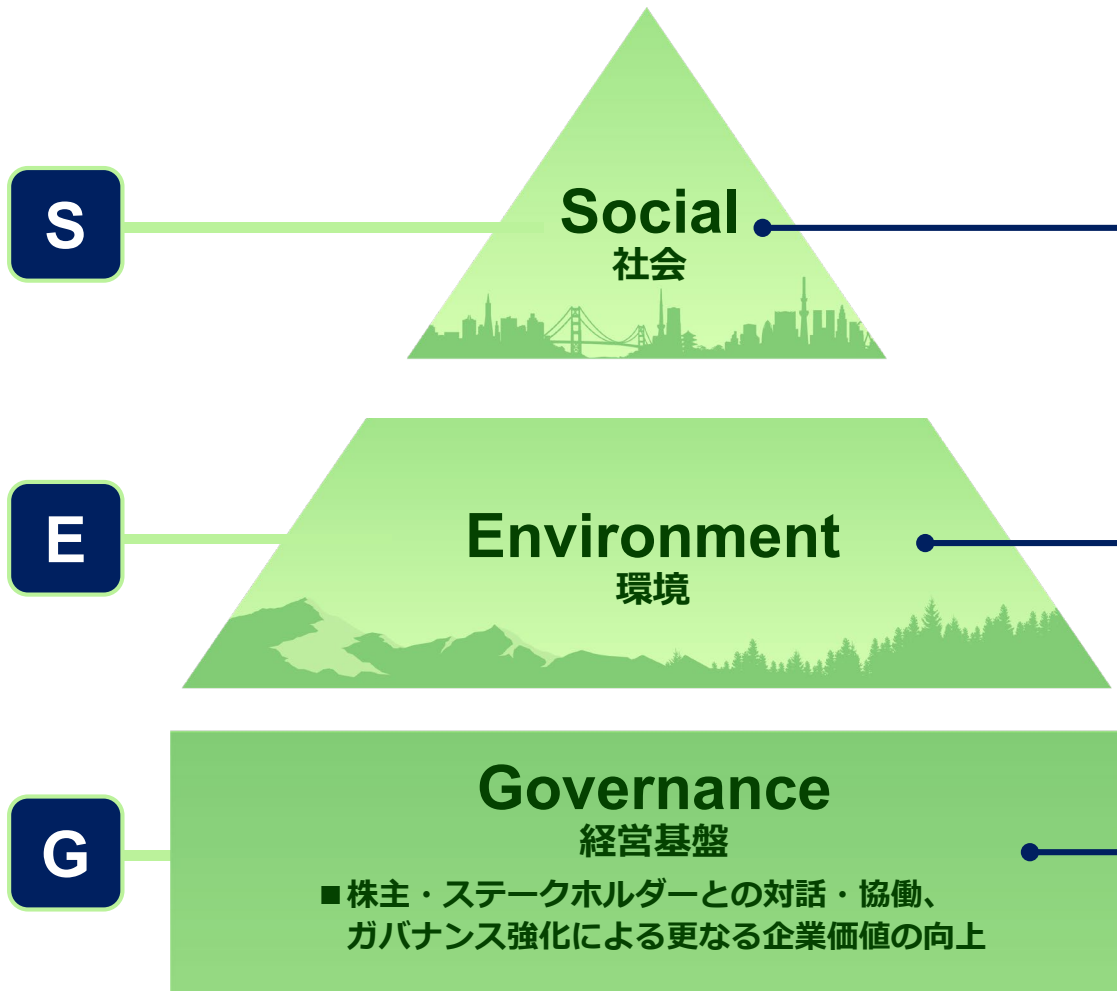 S
Social
社会
E
Environment
環境
G
Governance
経営基盤
■株主・ステークホルダーとの対話・協働、
ガバナンス強化による更なる企業価値の向上